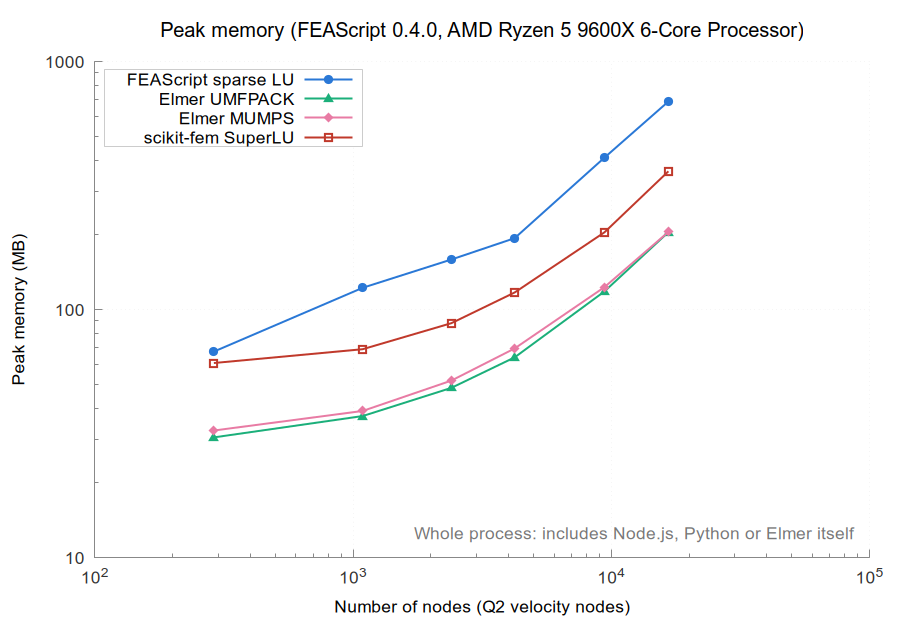 Peak memory (FEAScript 0.4.0, AMD Ryzen 5 9600X 6-Core Processor)
1000
FEAScript sparse LU
Elmer UMFPACK
Elmer MUMPS
scikit-fem SuperLU
Peak memory (MB)
100
Whole process: includes Node.js, Python or Elmer itself
10
10² 10³ 10⁴ 10⁵
Number of nodes (Q2 velocity nodes)